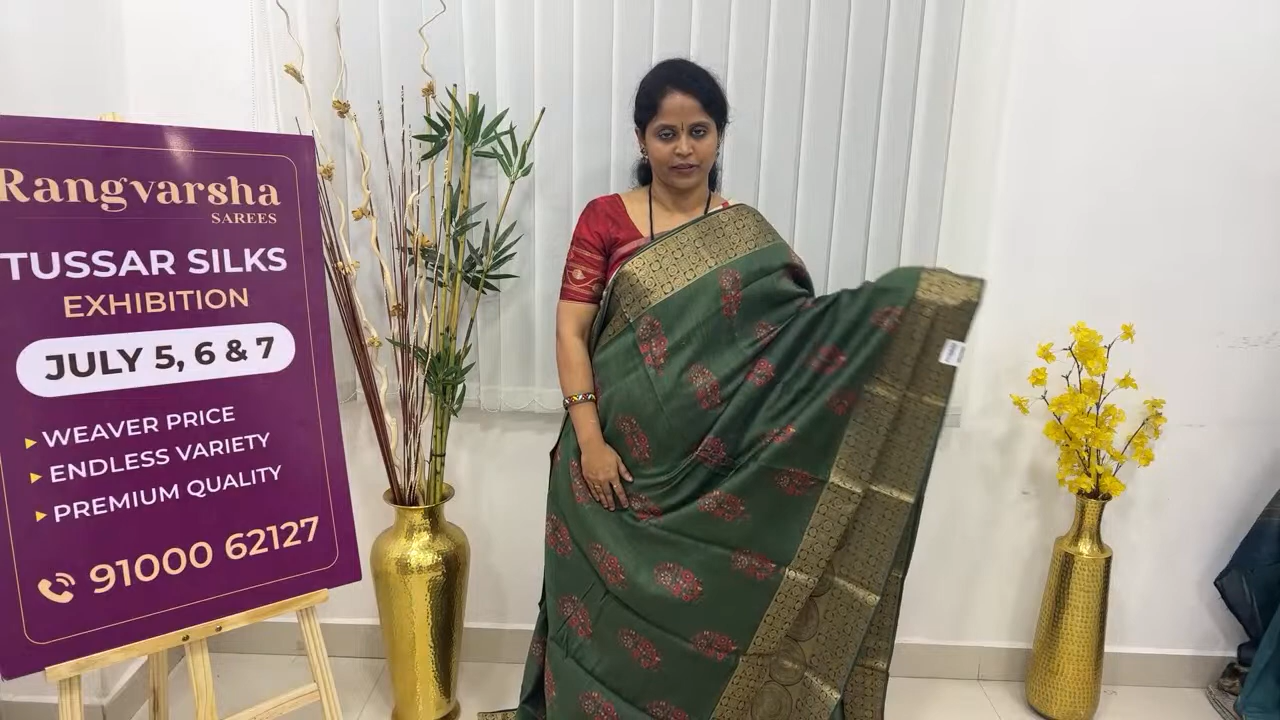 Rangvarsha
SAREES
TUSSAR SILKS
EXHIBITION
JULY 5, 6 & 7
WEAVER PRICE
ENDLESS VARIETY
PREMIUM QUALITY
91000 62127